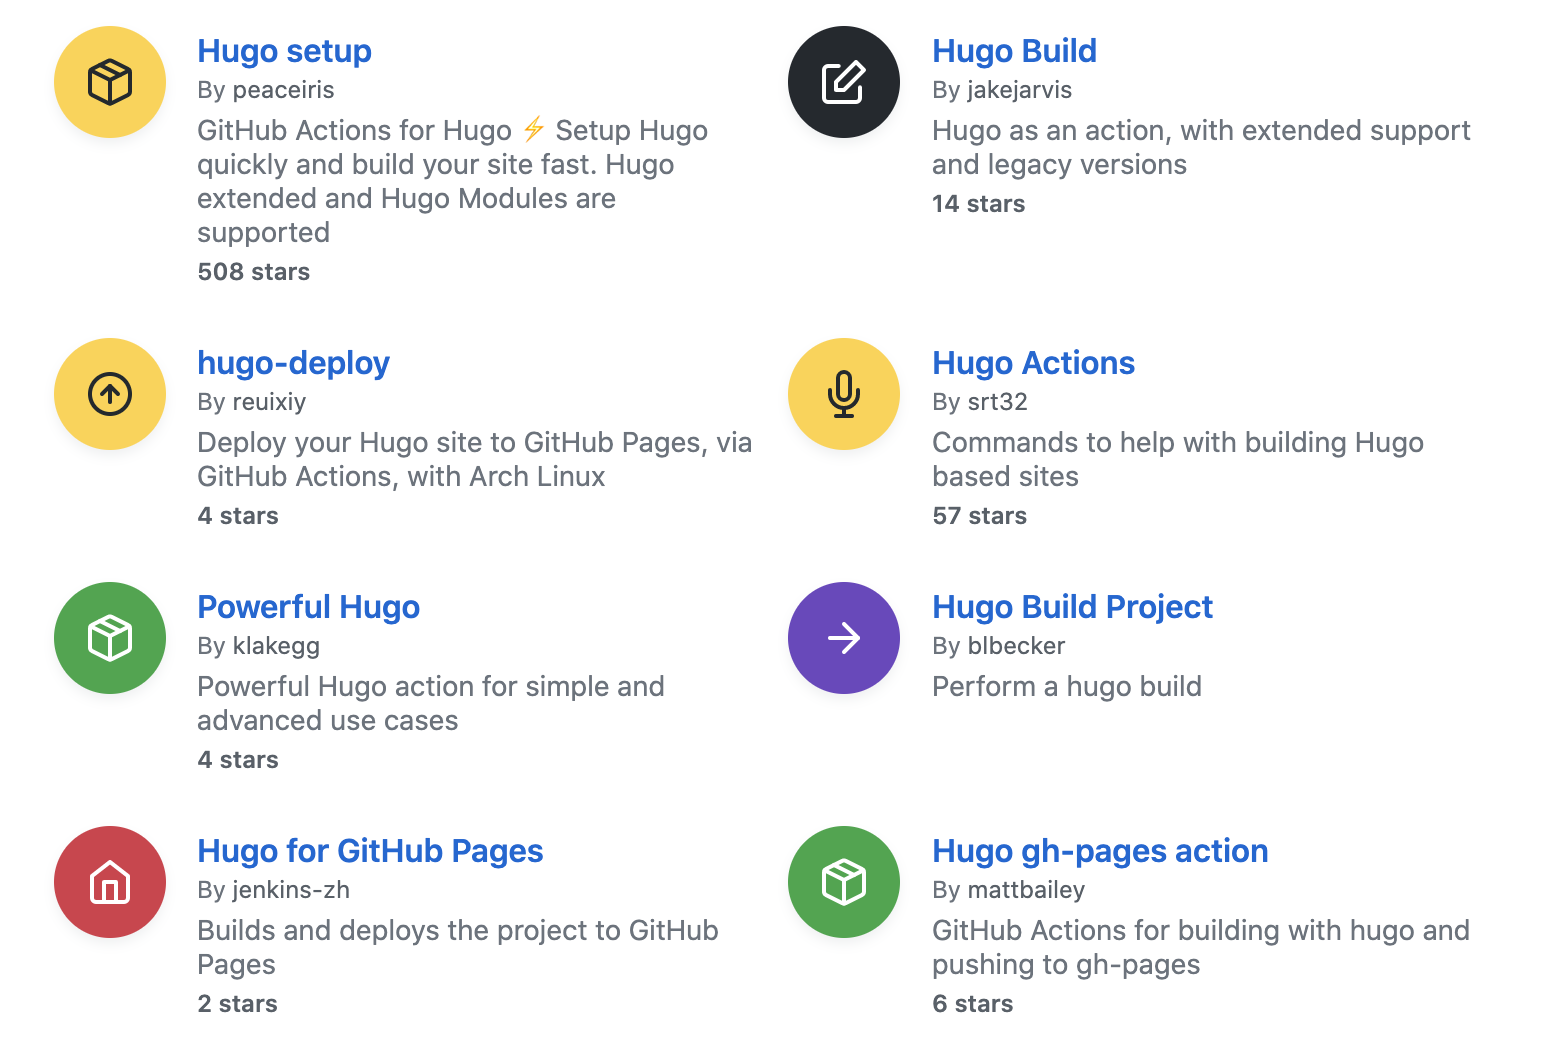 Hugo setup
By peaceiris
GitHub Actions for Hugo ⚡ Setup Hugo
quickly and build your site fast. Hugo
extended and Hugo Modules are
supported
508 stars
Hugo Build
By jakejarvis
Hugo as an action, with extended support
and legacy versions
14 stars
hugo-deploy
By reuixiy
Deploy your Hugo site to GitHub Pages, via
GitHub Actions, with Arch Linux
4 stars
Hugo Actions
By srt32
Commands to help with building Hugo
based sites
57 stars
Powerful Hugo
By klakegg
Powerful Hugo action for simple and
advanced use cases
4 stars
Hugo Build Project
By blbecker
Perform a hugo build
Hugo for GitHub Pages
By jenkins-zh
Builds and deploys the project to GitHub
Pages
2 stars
Hugo gh-pages action
By mattbailey
GitHub Actions for building with hugo and
pushing to gh-pages
6 stars